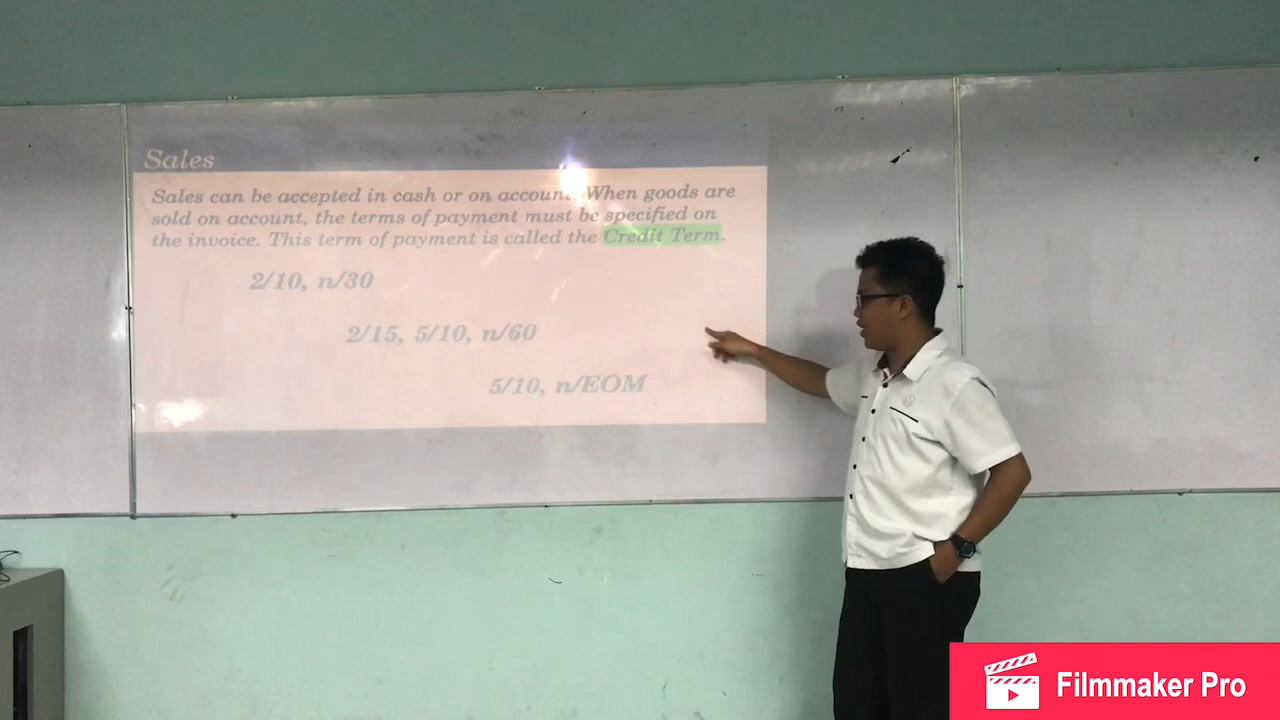 Sales
Sales can be accepted in cash or on account. When goods are
sold on account, the terms of payment must be specified on
the invoice. This term of payment is called the Credit Term.
2/10, n/30
2/15, 5/10, n/60
5/10, n/EOM
Filmmaker Pro